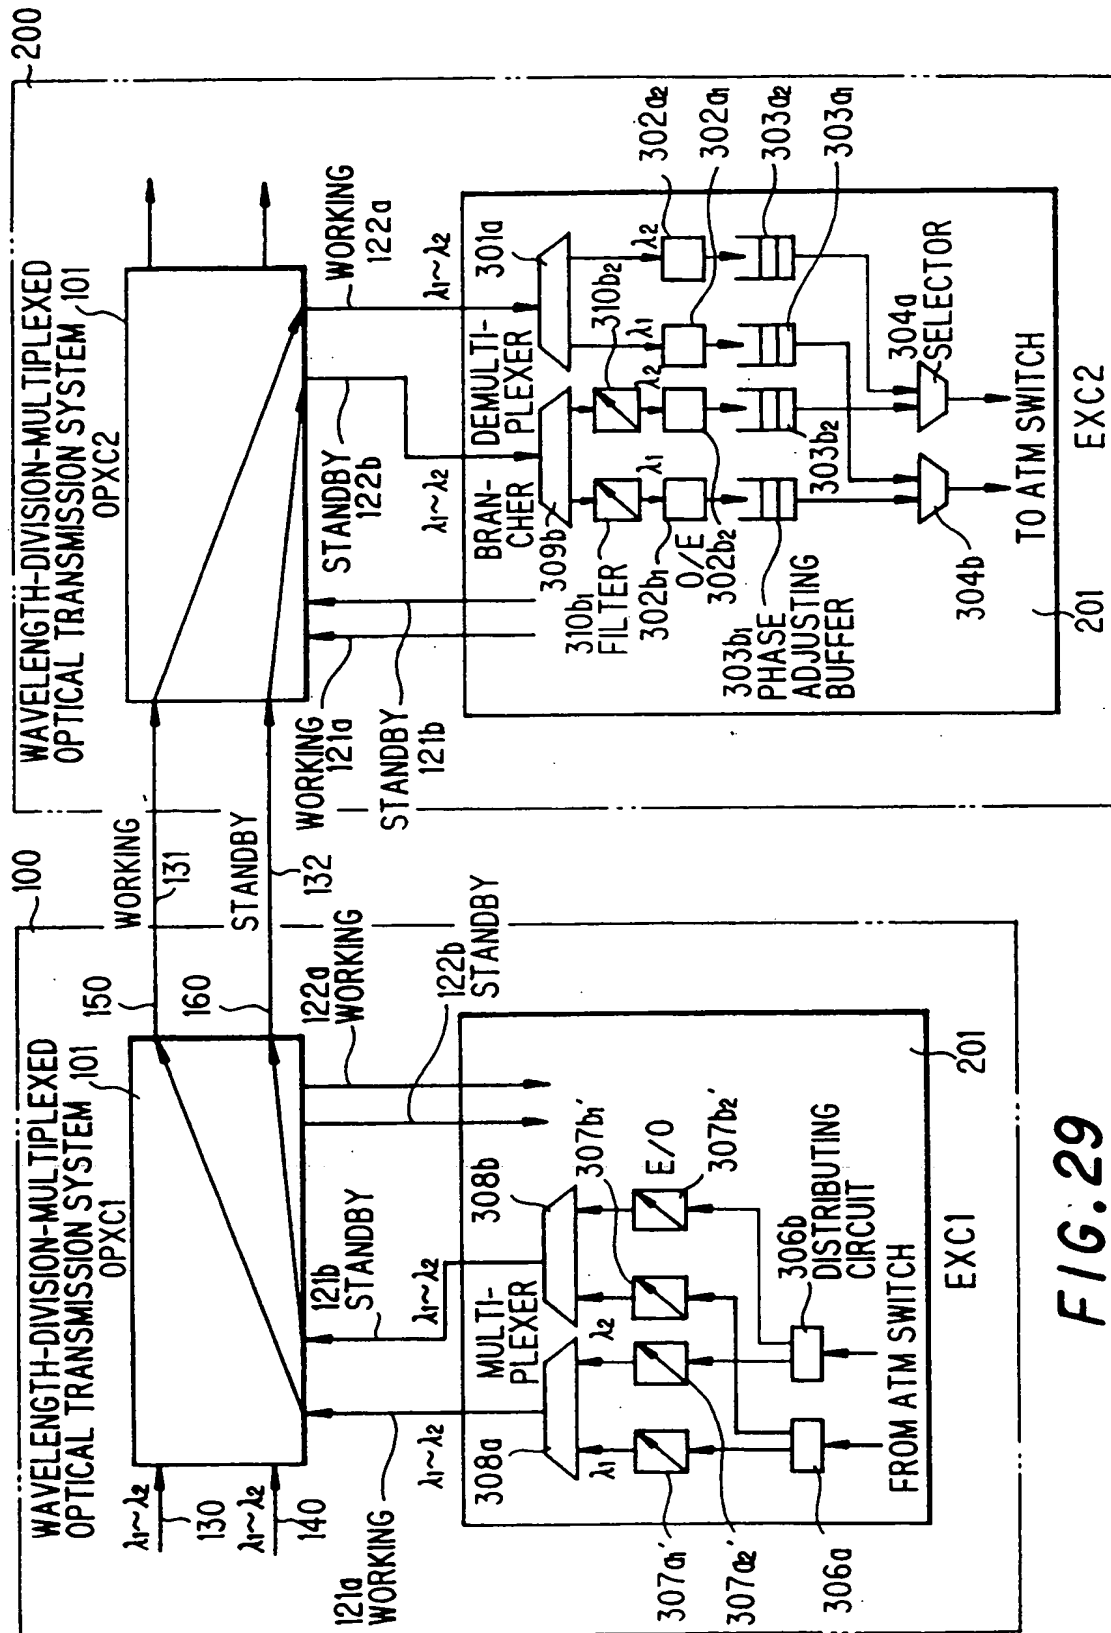 200
WAVELENGTH-DIVISION-MULTIPLEXED
OPTICAL TRANSMISSION SYSTEM 101
OPXC2
WORKING
122a
STANDBY
122b
λ1~λ2
λ1~λ2
WORKING
121a
STANDBY
121b
BRAN-
CHER
DEMULTI-
PLEXER
301a
309b
310b2
310b1
FILTER
λ1
λ2
λ1
λ2
302a2
302a1
302b1
O/E
302b2
303a2
303a1
303b1
PHASE
ADJUSTING
BUFFER
303b2
304a
SELECTOR
304b
TO ATM SWITCH
201
EXC2
WORKING
131
STANDBY
132
100
WAVELENGTH-DIVISION-MULTIPLEXED
OPTICAL TRANSMISSION SYSTEM 101
OPXC1
150
160
λ1~λ2
130
λ1~λ2
140
122a
WORKING
122b
STANDBY
121b
STANDBY
121a
WORKING
λ1~λ2
λ1~λ2
MULTI-
PLEXER
308a
308b
λ1
λ2
307b1'
E/O
307b2'
307a1'
307a2'
306a
306b
DISTRIBUTING
CIRCUIT
FROM ATM SWITCH
201
EXC1
FIG. 29